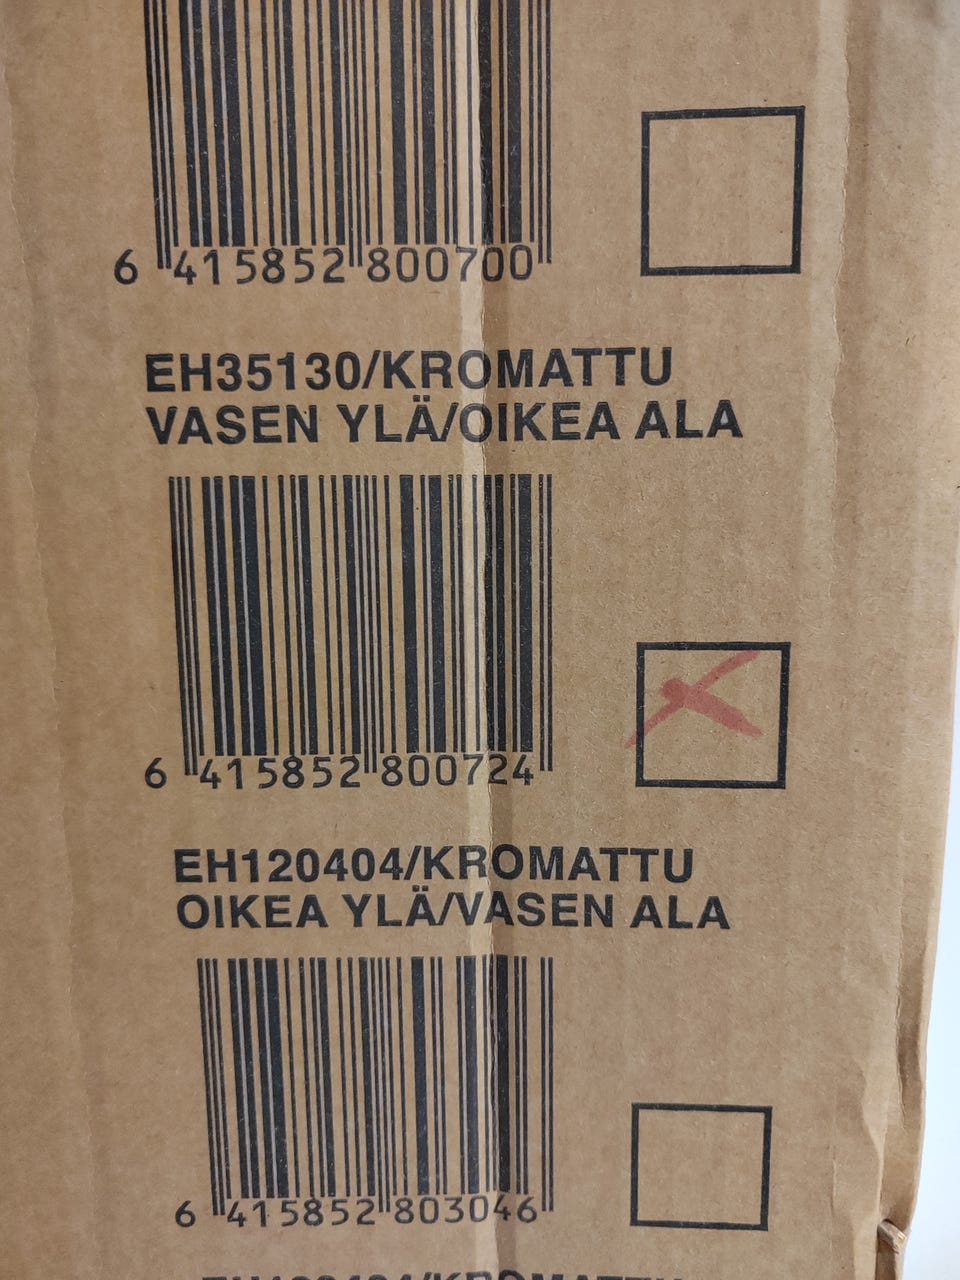 6 415852 800700
EH35130/KROMATTU
VASEN YLÄ/OIKEA ALA
6 415852 800724
EH120404/KROMATTU
OIKEA YLÄ/VASEN ALA
6 415852 803046